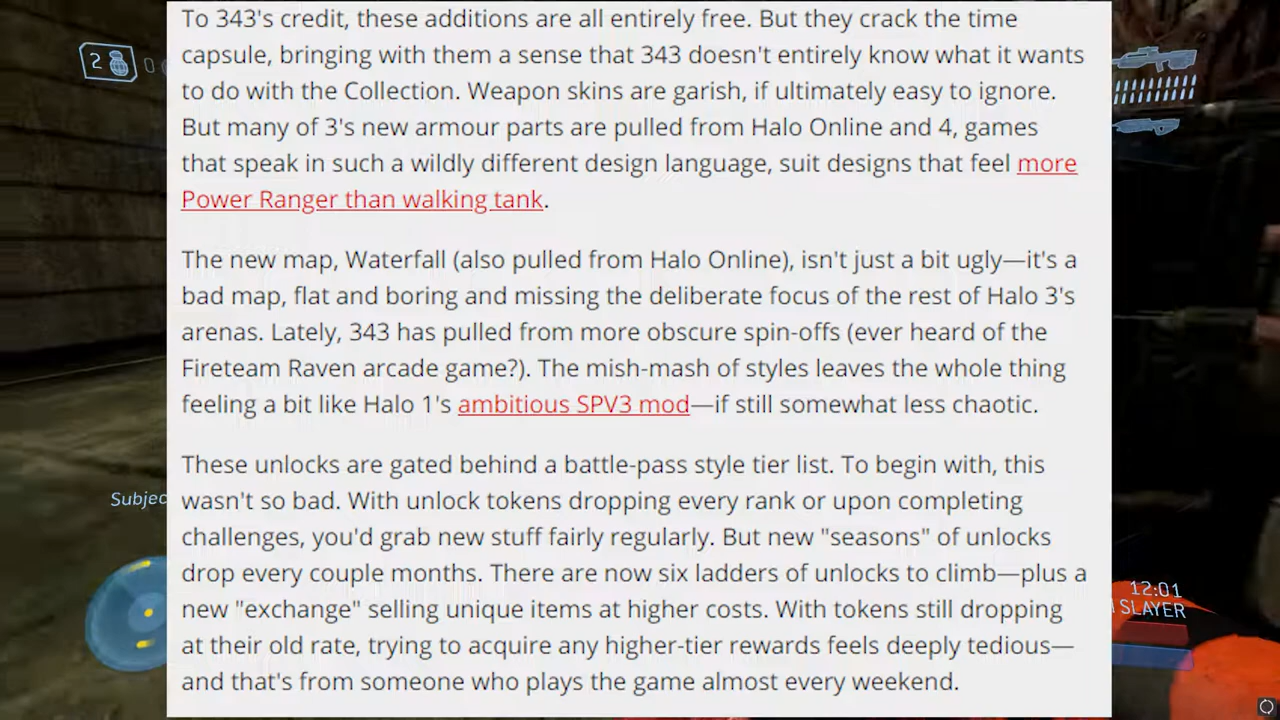 To 343's credit, these additions are all entirely free. But they crack the time
capsule, bringing with them a sense that 343 doesn't entirely know what it wants
to do with the Collection. Weapon skins are garish, if ultimately easy to ignore.
But many of 3's new armour parts are pulled from Halo Online and 4, games
that speak in such a wildly different design language, suit designs that feel more
Power Ranger than walking tank.
The new map, Waterfall (also pulled from Halo Online), isn't just a bit ugly—it's a
bad map, flat and boring and missing the deliberate focus of the rest of Halo 3's
arenas. Lately, 343 has pulled from more obscure spin-offs (ever heard of the
Fireteam Raven arcade game?). The mish-mash of styles leaves the whole thing
feeling a bit like Halo 1's ambitious SPV3 mod—if still somewhat less chaotic.
These unlocks are gated behind a battle-pass style tier list. To begin with, this
wasn't so bad. With unlock tokens dropping every rank or upon completing
challenges, you'd grab new stuff fairly regularly. But new "seasons" of unlocks
drop every couple months. There are now six ladders of unlocks to climb—plus a
new "exchange" selling unique items at higher costs. With tokens still dropping
at their old rate, trying to acquire any higher-tier rewards feels deeply tedious—
and that's from someone who plays the game almost every weekend.
2
0
Subjec
12:01
SLAYER